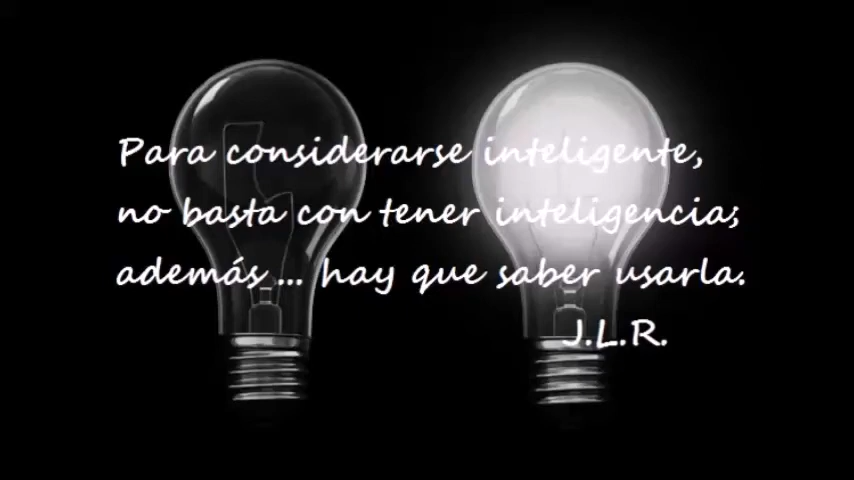 Para considerarse inteligente,
no basta con tener inteligencia;
además ... hay que saber usarla.
J.L.R.